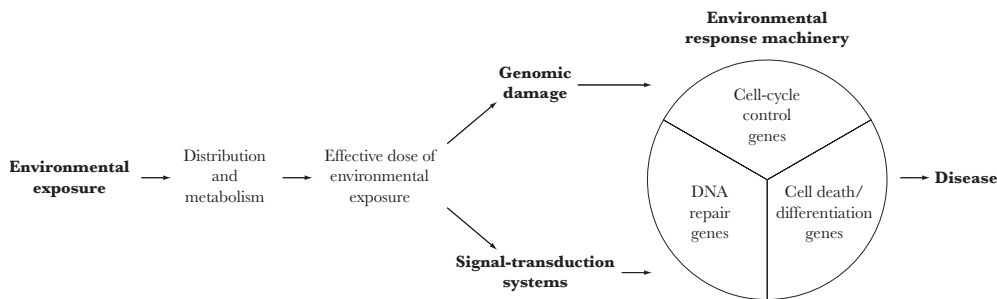 Environmental
exposure
Distribution
and
metabolism
Effective dose of
environmental
exposure
Genomic
damage
Signal-transduction
systems
Environmental
response machinery
Cell-cycle
control
genes
DNA
repair
genes
Cell death/
differentiation
genes
Disease